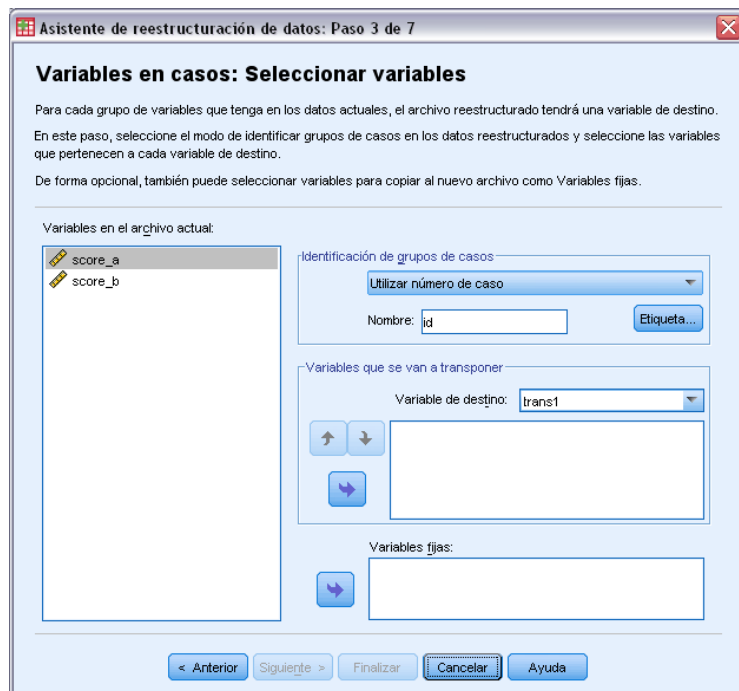 Asistente de reestructuración de datos: Paso 3 de 7
Variables en casos: Seleccionar variables
Para cada grupo de variables que tenga en los datos actuales, el archivo reestructurado tendrá una variable de destino.
En este paso, seleccione el modo de identificar grupos de casos en los datos reestructurados y seleccione las variables
que pertenecen a cada variable de destino.
De forma opcional, también puede seleccionar variables para copiar al nuevo archivo como Variables fijas.
Variables en el archivo actual:
score_a
score_b
Identificación de grupos de casos
Utilizar número de caso
Nombre: id
Etiqueta...
Variables que se van a transponer
Variable de destino: trans1
Variables fijas:
< Anterior Siguiente > Finalizar Cancelar Ayuda